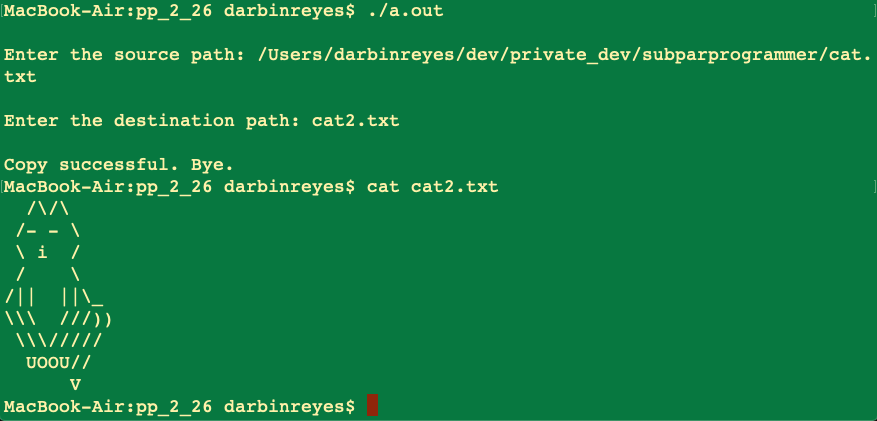 MacBook-Air:pp_2_26 darbinreyes$ ./a.out

Enter the source path: /Users/darbinreyes/dev/private_dev/subparprogrammer/cat.
txt

Enter the destination path: cat2.txt

Copy successful. Bye.
MacBook-Air:pp_2_26 darbinreyes$ cat cat2.txt
  /\/\
 /- - \
 \ i  /
 /    \
/||  ||\_
\\\  ///))
 \\\/////
  UOOU//
      V
MacBook-Air:pp_2_26 darbinreyes$